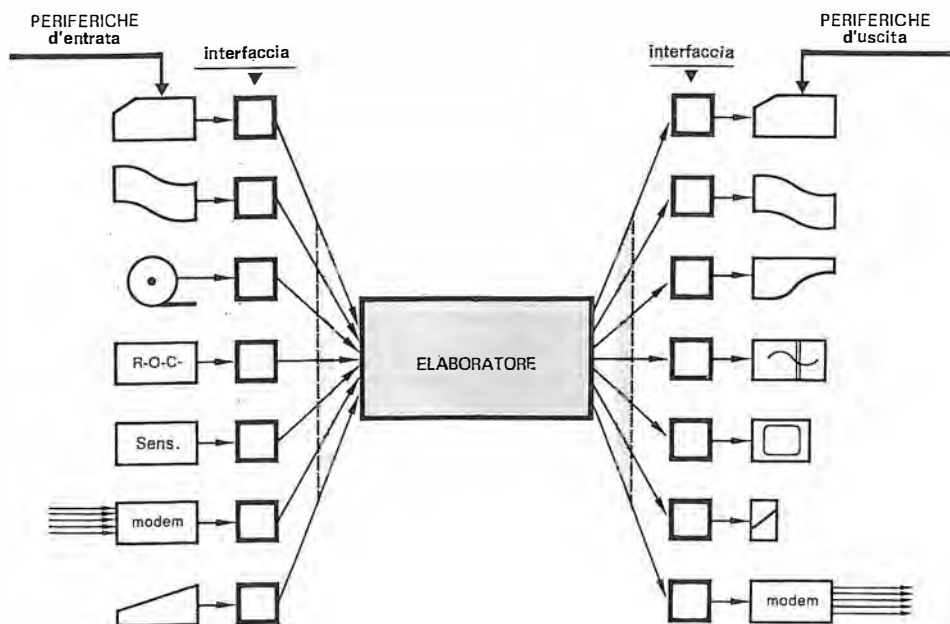 PERIFERICHE
d'entrata
interfaccia
interfaccia
PERIFERICHE
d'uscita
R-O-C-
ELABORATORE
Sens.
modem
modem